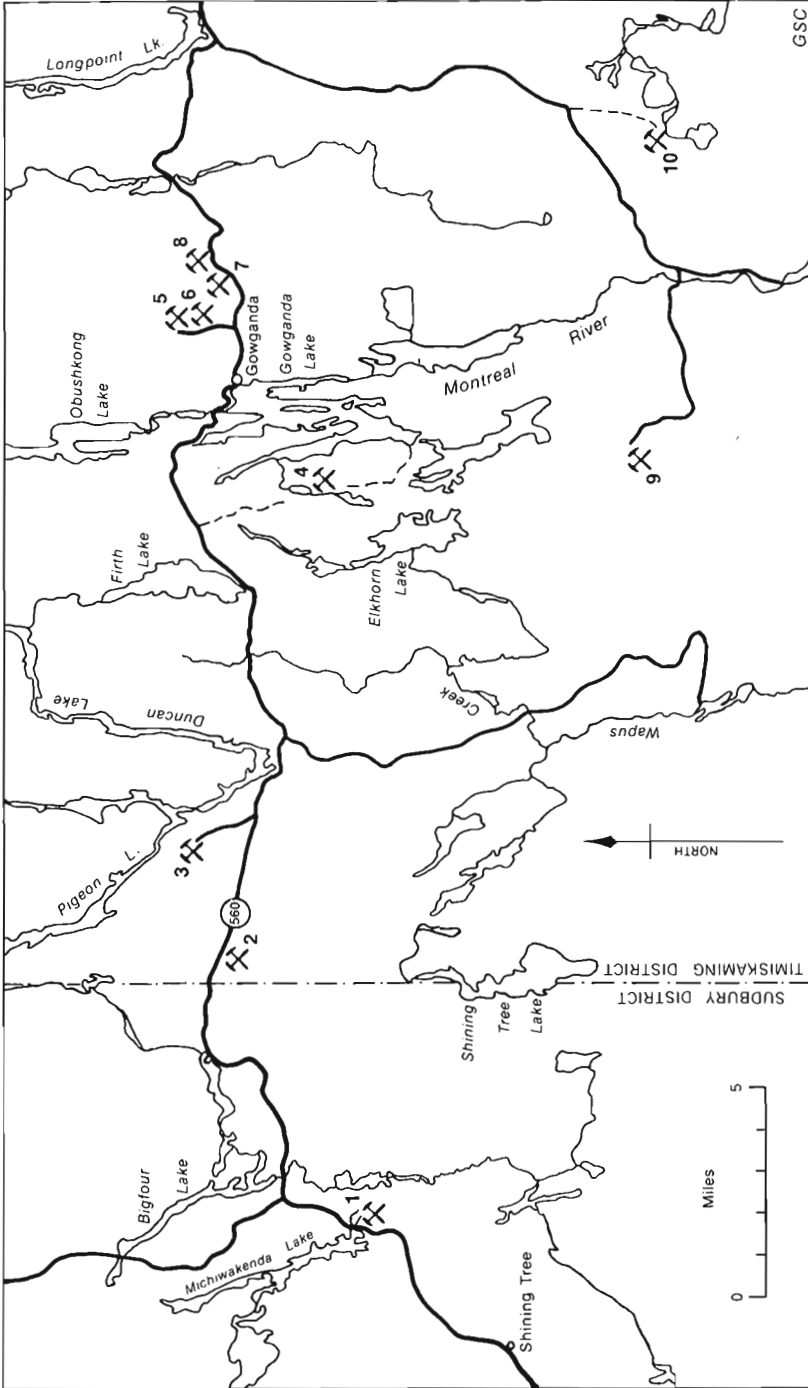 Longpoint Lk.
Obushkong
Lake
Firth
Lake
Duncan
Lake
Pigeon L.
Bigfour
Lake
Michiwakenda Lake
Shining Tree
Shining
Tree
Lake
SUDBURY DISTRICT
TIMISKAMING DISTRICT
NORTH
560
Wapus
Creek
Elkhorn
Lake
Gowganda
Gowganda
Lake
Montreal
River
1
2
3
4
5
6
7
8
9
10
Miles
0
5
GSC